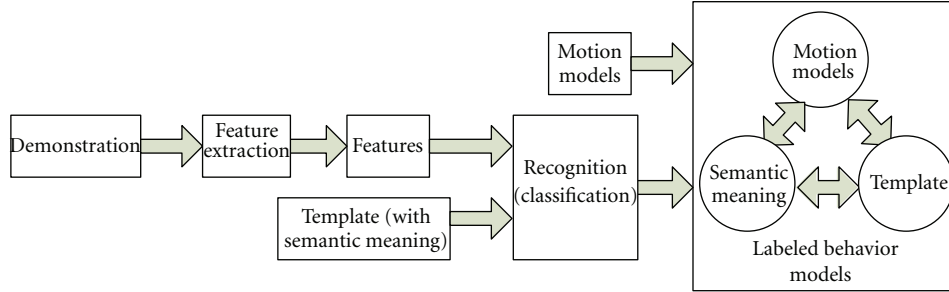 Demonstration
Feature
extraction
Features
Template (with
semantic meaning)
Recognition
(classification)
Motion
models
Motion
models
Semantic
meaning
Template
Labeled behavior
models